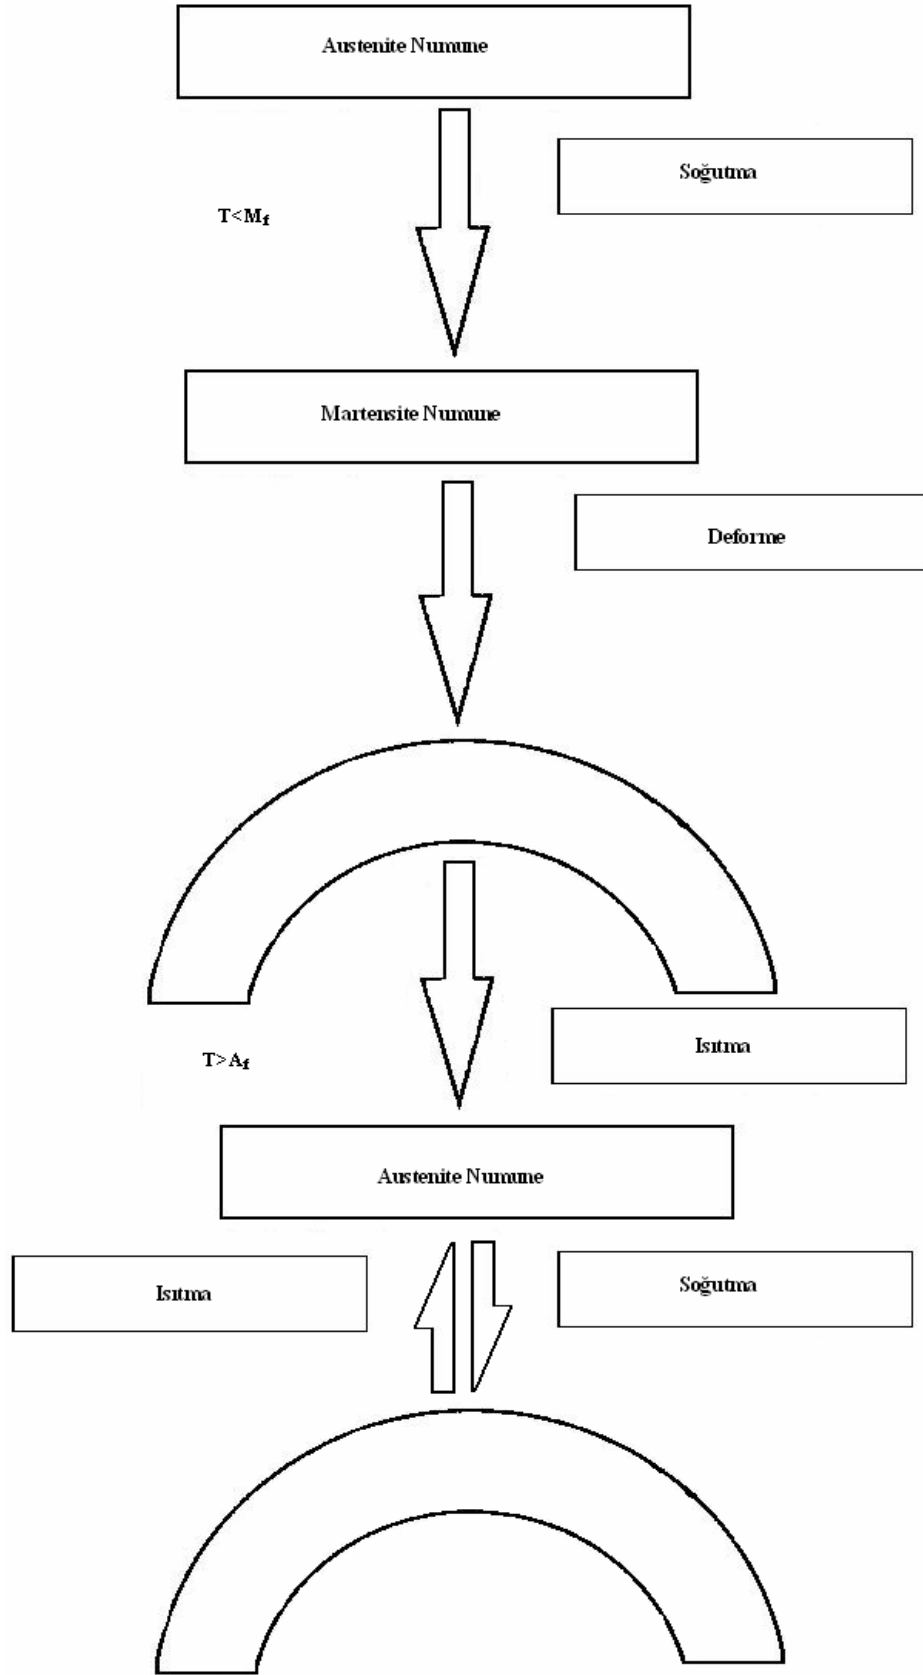 Austenite Numune
Soğutma
T<Mf
Martensite Numune
Deforme
Isıtma
T>Af
Austenite Numune
Isıtma
Soğutma